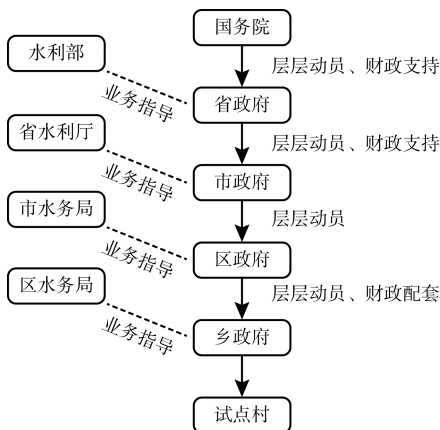 国务院
水利部
层层动员、财政支持
业务指导
省政府
省水利厅
层层动员、财政支持
业务指导
市政府
市水务局
层层动员
业务指导
区政府
区水务局
层层动员、财政配套
业务指导
乡政府
试点村